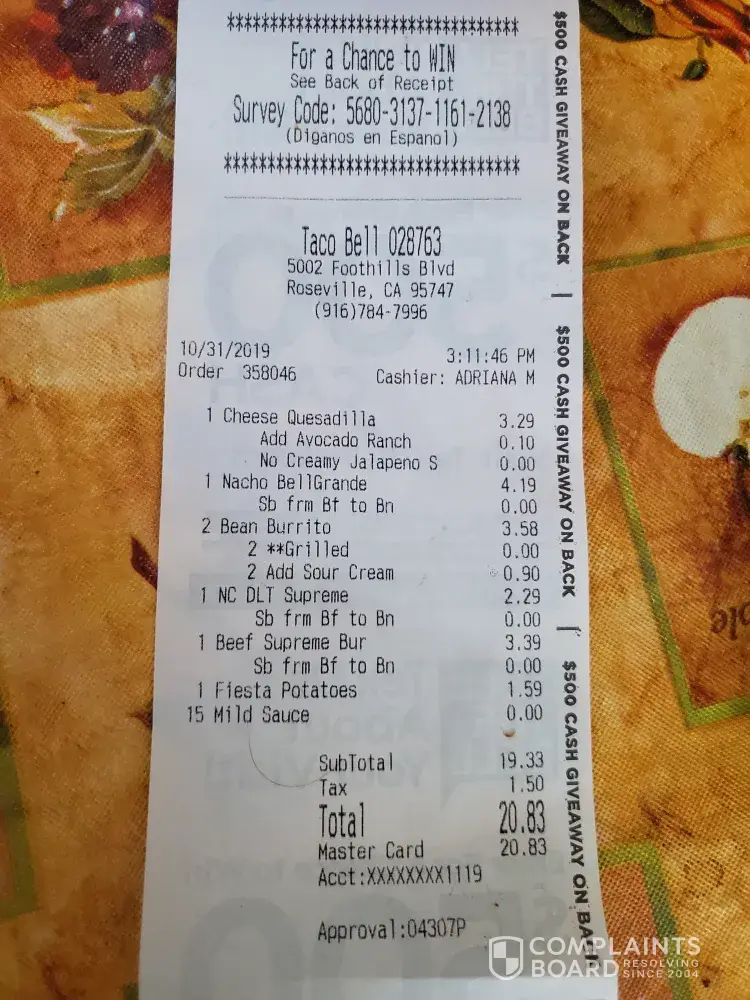 ********************************
For a Chance to WIN
See Back of Receipt
Survey Code: 5680-3137-1161-2138
(Diganos en Espanol)
********************************
Taco Bell 028763
5002 Foothills Blvd
Roseville, CA 95747
(916)784-7996
10/31/2019 3:11:46 PM
Order 358046 Cashier: ADRIANA M
1 Cheese Quesadilla 3.29
Add Avocado Ranch 0.10
No Creamy Jalapeno S 0.00
1 Nacho BellGrande 4.19
Sb frm Bf to Bn 0.00
2 Bean Burrito 3.58
2 **Grilled 0.00
2 Add Sour Cream 0.90
1 NC DLT Supreme 2.29
Sb frm Bf to Bn 0.00
1 Beef Supreme Bur 3.39
Sb frm Bf to Bn 0.00
1 Fiesta Potatoes 1.59
15 Mild Sauce 0.00
SubTotal 19.33
Tax 1.50
Total 20.83
Master Card 20.83
Acct:XXXXXXXX1119
Approval:04307P
$500 CASH GIVEAWAY ON BACK | $500 CASH GIVEAWAY ON BACK | $500 CASH GIVEAWAY ON BACK
COMPLAINTS
BOARD RESOLVING
SINCE 2004